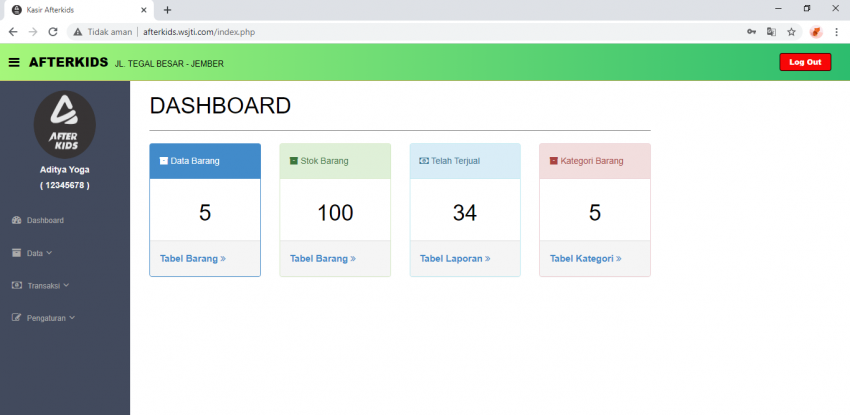 Kasir Afterkids
Tidak aman | afterkids.wsjti.com/index.php
AFTERKIDS JL. TEGAL BESAR - JEMBER
Log Out
AFTER
KIDS
Aditya Yoga
( 12345678 )
Dashboard
Data
Transaksi
Pengaturan
DASHBOARD
Data Barang
5
Tabel Barang »
Stok Barang
100
Tabel Barang »
Telah Terjual
34
Tabel Laporan »
Kategori Barang
5
Tabel Kategori »